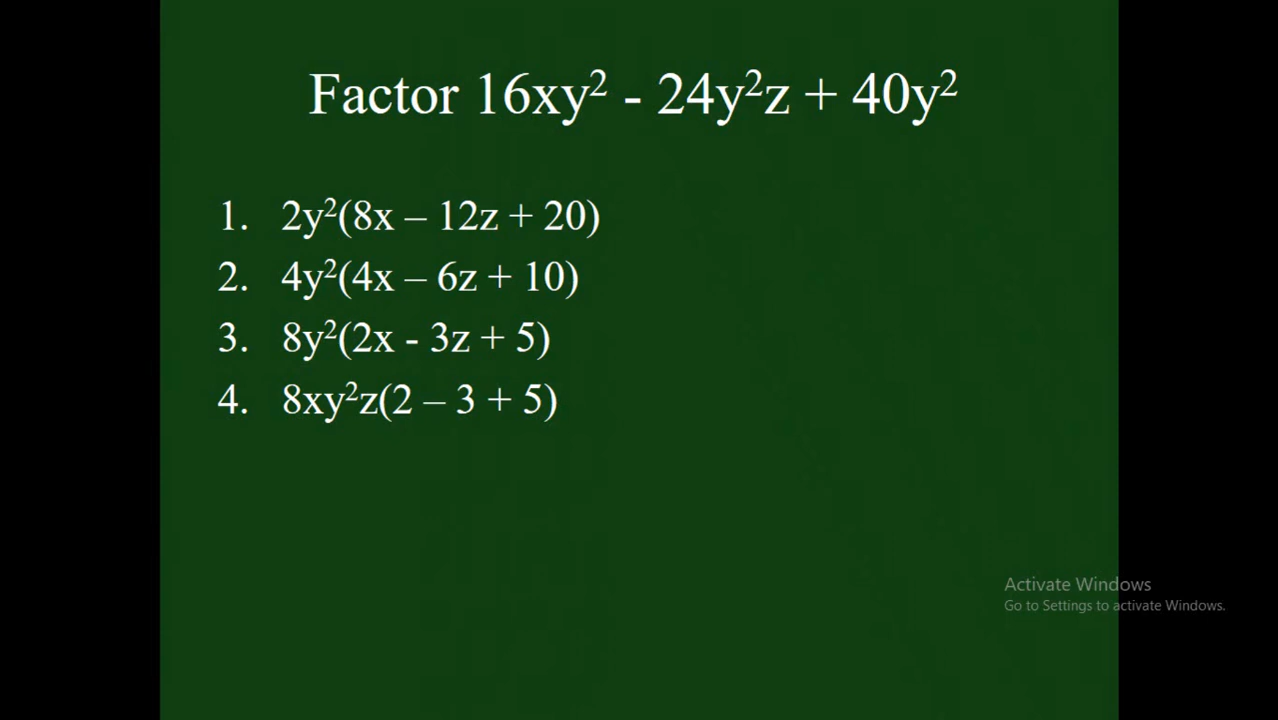 Factor 16xy² - 24y²z + 40y²
1. 2y²(8x – 12z + 20)
2. 4y²(4x – 6z + 10)
3. 8y²(2x - 3z + 5)
4. 8xy²z(2 – 3 + 5)
Activate Windows
Go to Settings to activate Windows.